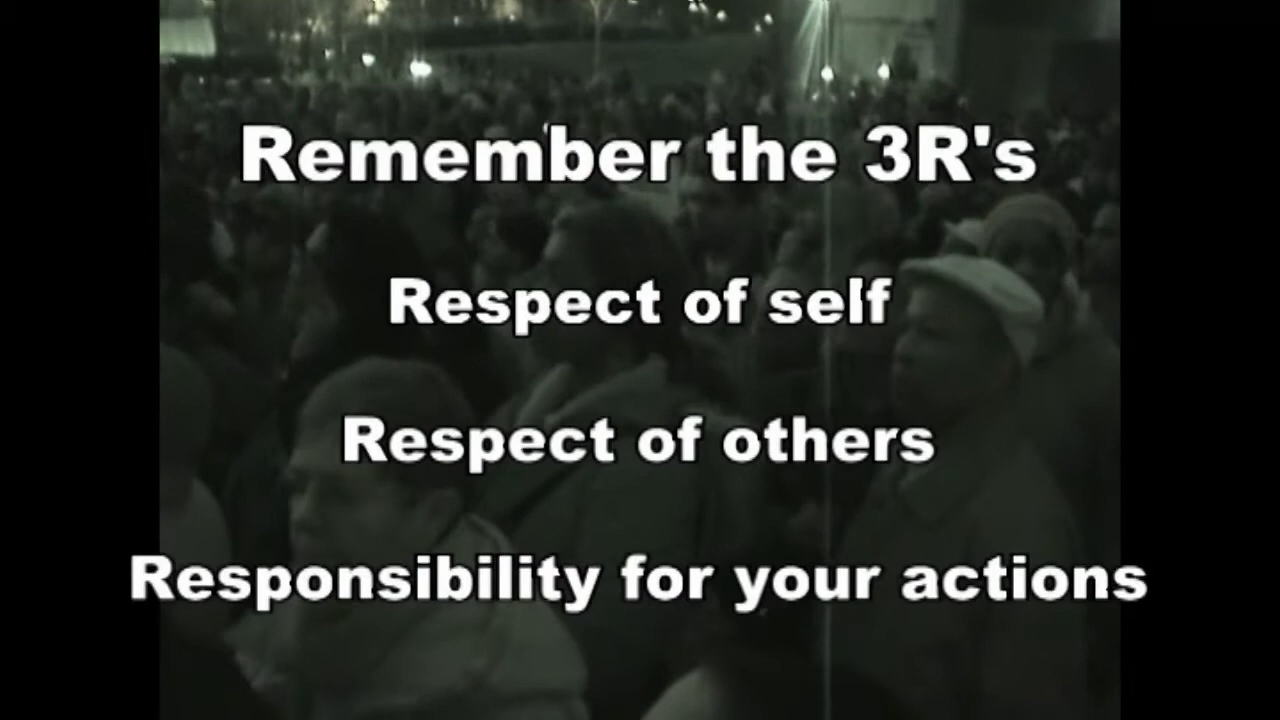 Remember the 3R's
Respect of self
Respect of others
Responsibility for your actions